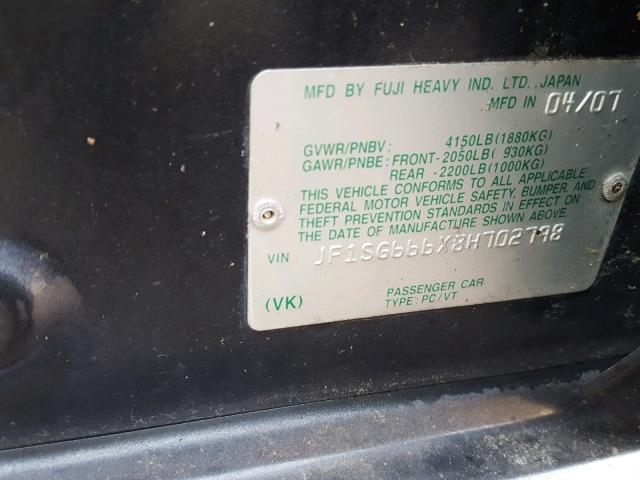 MFD BY FUJI HEAVY IND. LTD., JAPAN
MFD IN 04/07
GVWR/PNBV: 4150LB(1880KG)
GAWR/PNBE: FRONT-2050LB( 930KG)
REAR -2200LB(1000KG)
THIS VEHICLE CONFORMS TO ALL APPLICABLE
FEDERAL MOTOR VEHICLE SAFETY, BUMPER, AND
THEFT PREVENTION STANDARDS IN EFFECT ON
THE DATE OF MANUFACTURE SHOWN ABOVE.
VIN JF1SG666X8H702798
PASSENGER CAR
(VK) TYPE: PC/VT